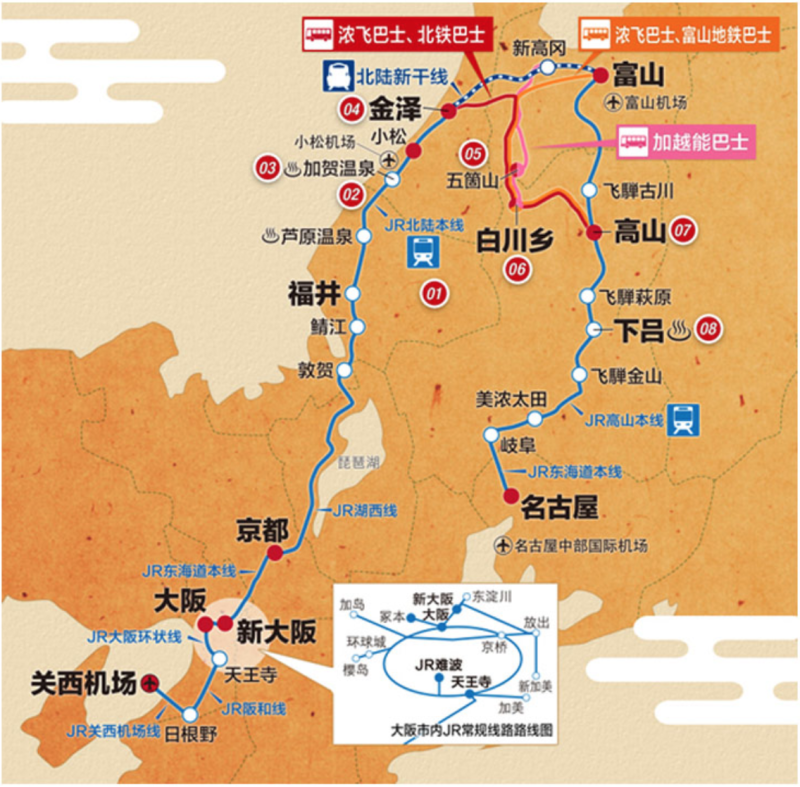 浓飞巴士、北铁巴士
浓飞巴士、富山地鉄巴士
新高冈
北陆新干线
富山
富山机场
04
金泽
小松
小松机场
加越能巴士
05
03
加贺温泉
五箇山
02
飞驒古川
JR北陆本线
芦原温泉
白川乡
高山
07
06
01
福井
飞驒萩原
鲭江
下吕
08
敦贺
飞驒金山
美浓太田
JR高山本线
岐阜
琵琶湖
JR东海道本线
名古屋
JR湖西线
京都
名古屋中部国际机场
JR东海道本线
大阪
新大阪
JR大阪环状线
天王寺
关西机场
JR阪和线
JR关西机场线
日根野
加岛
新大阪
东淀川
冢本
大阪
放出
环球城
京桥
樱岛
JR难波
天王寺
新加美
加美
大阪市内JR常规线路路线图